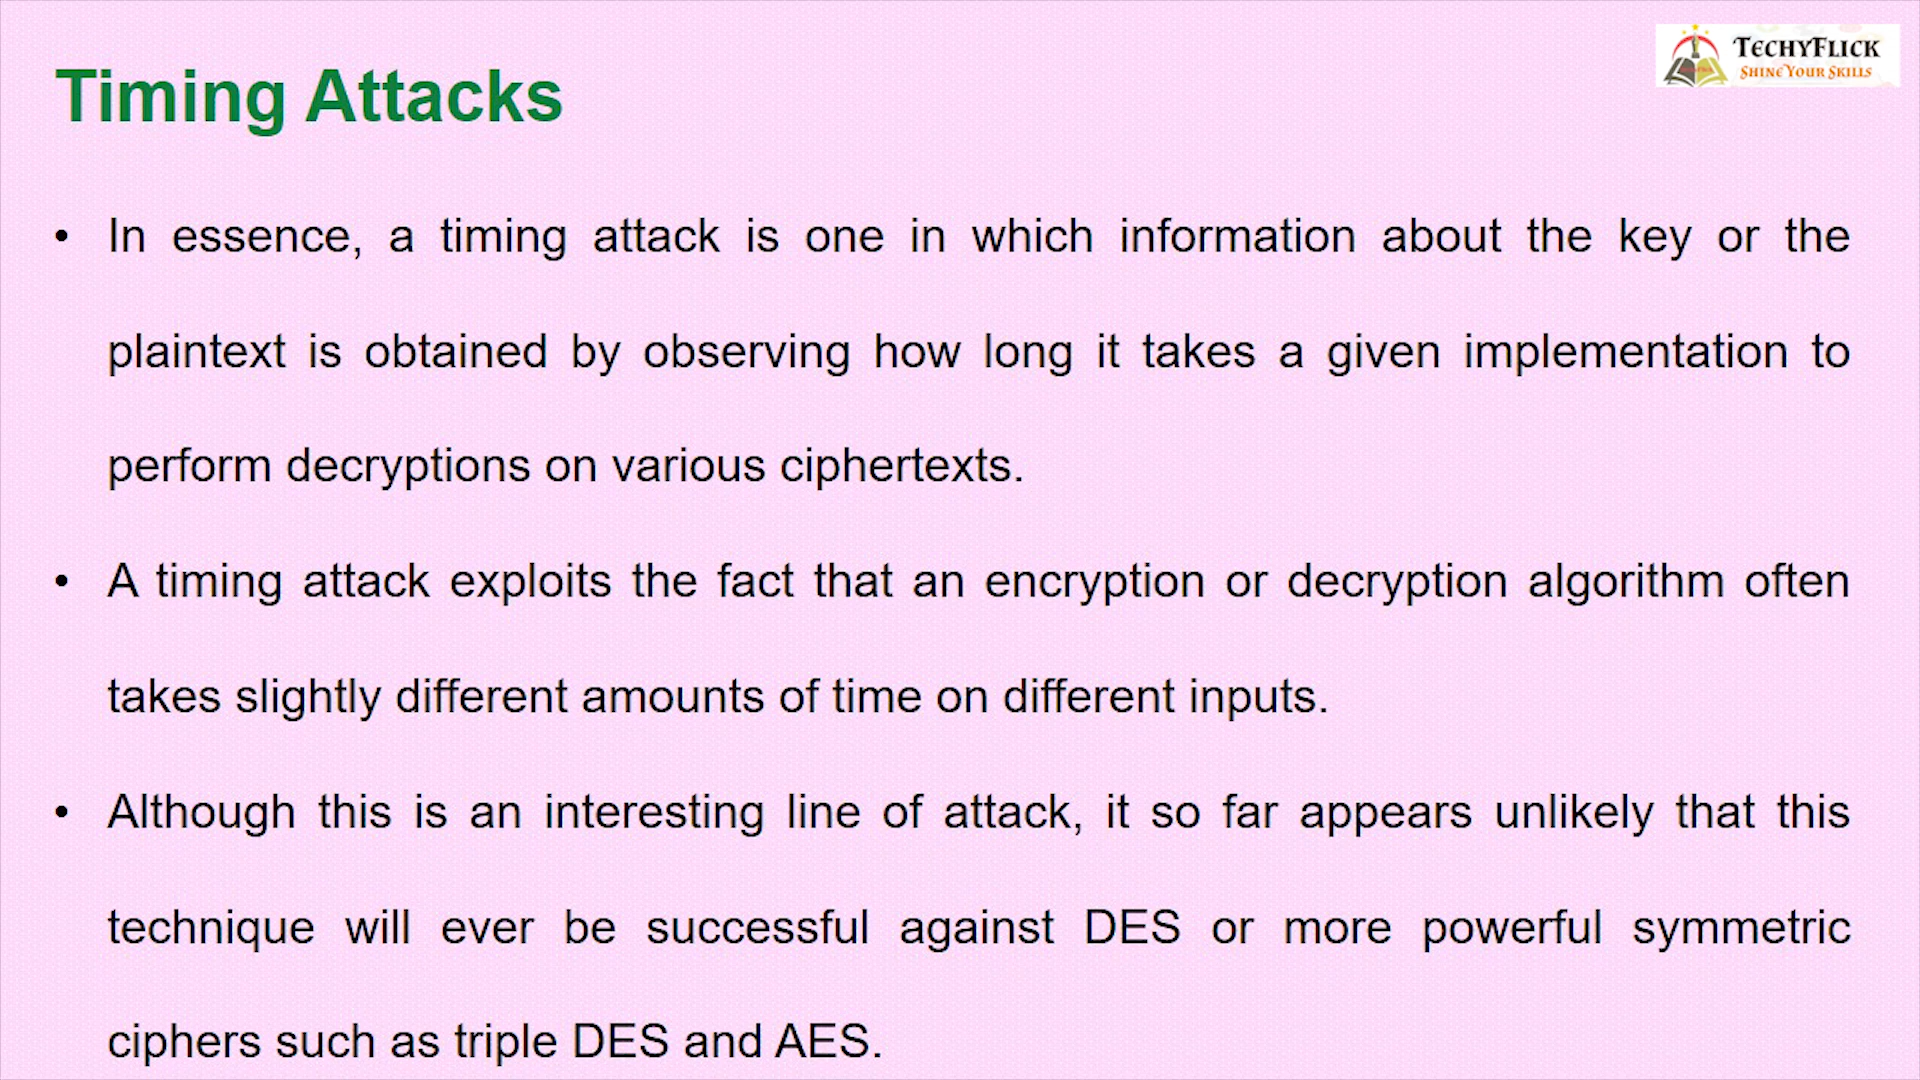 TECHYFLICK
SHINE YOUR SKILLS
Timing Attacks
• In essence, a timing attack is one in which information about the key or the
plaintext is obtained by observing how long it takes a given implementation to
perform decryptions on various ciphertexts.
• A timing attack exploits the fact that an encryption or decryption algorithm often
takes slightly different amounts of time on different inputs.
• Although this is an interesting line of attack, it so far appears unlikely that this
technique will ever be successful against DES or more powerful symmetric
ciphers such as triple DES and AES.